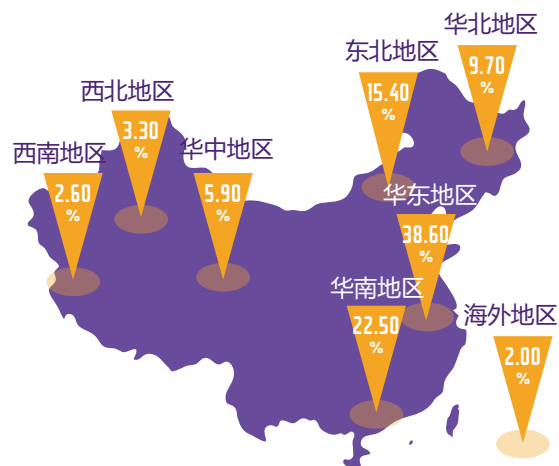 华北地区
9.70
%
东北地区
15.40
%
西北地区
3.30
%
西南地区
2.60
%
华中地区
5.90
%
华东地区
38.60
%
华南地区
22.50
%
海外地区
2.00
%